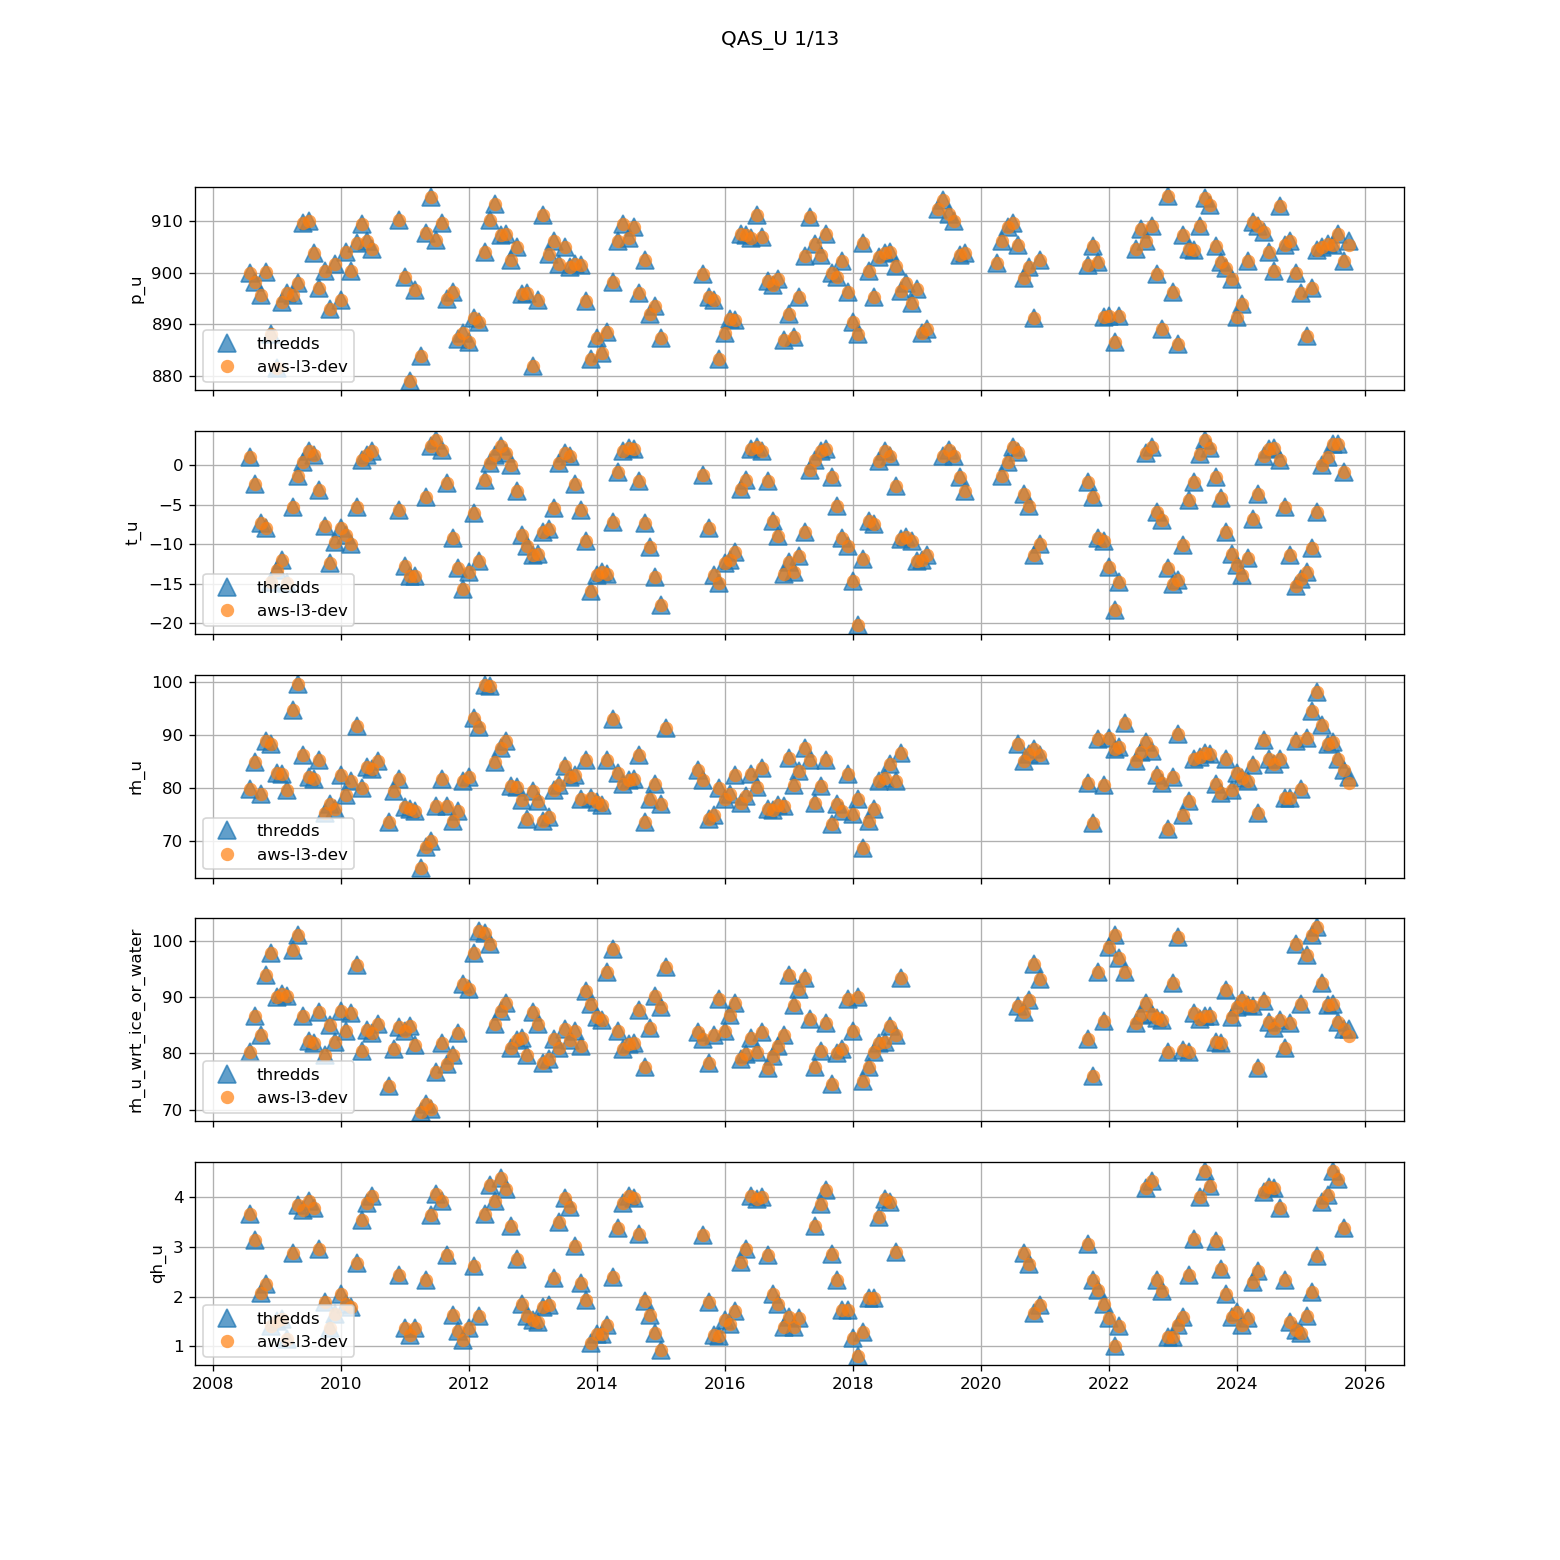 QAS_U 1/13
910
900
890
880
p_u
thredds
aws-l3-dev
0
−5
−10
−15
−20
t_u
thredds
aws-l3-dev
100
90
80
70
rh_u
thredds
aws-l3-dev
100
90
80
70
rh_u_wrt_ice_or_water
thredds
aws-l3-dev
4
3
2
1
qh_u
thredds
aws-l3-dev
2008 2010 2012 2014 2016 2018 2020 2022 2024 2026